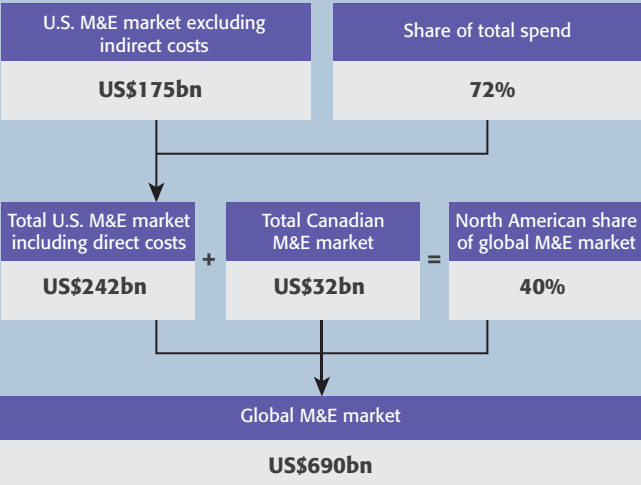 U.S. M&E market excluding
indirect costs
US$175bn
Share of total spend
72%
Total U.S. M&E market
including direct costs
US$242bn
+
Total Canadian
M&E market
US$32bn
=
North American share
of global M&E market
40%
Global M&E market
US$690bn